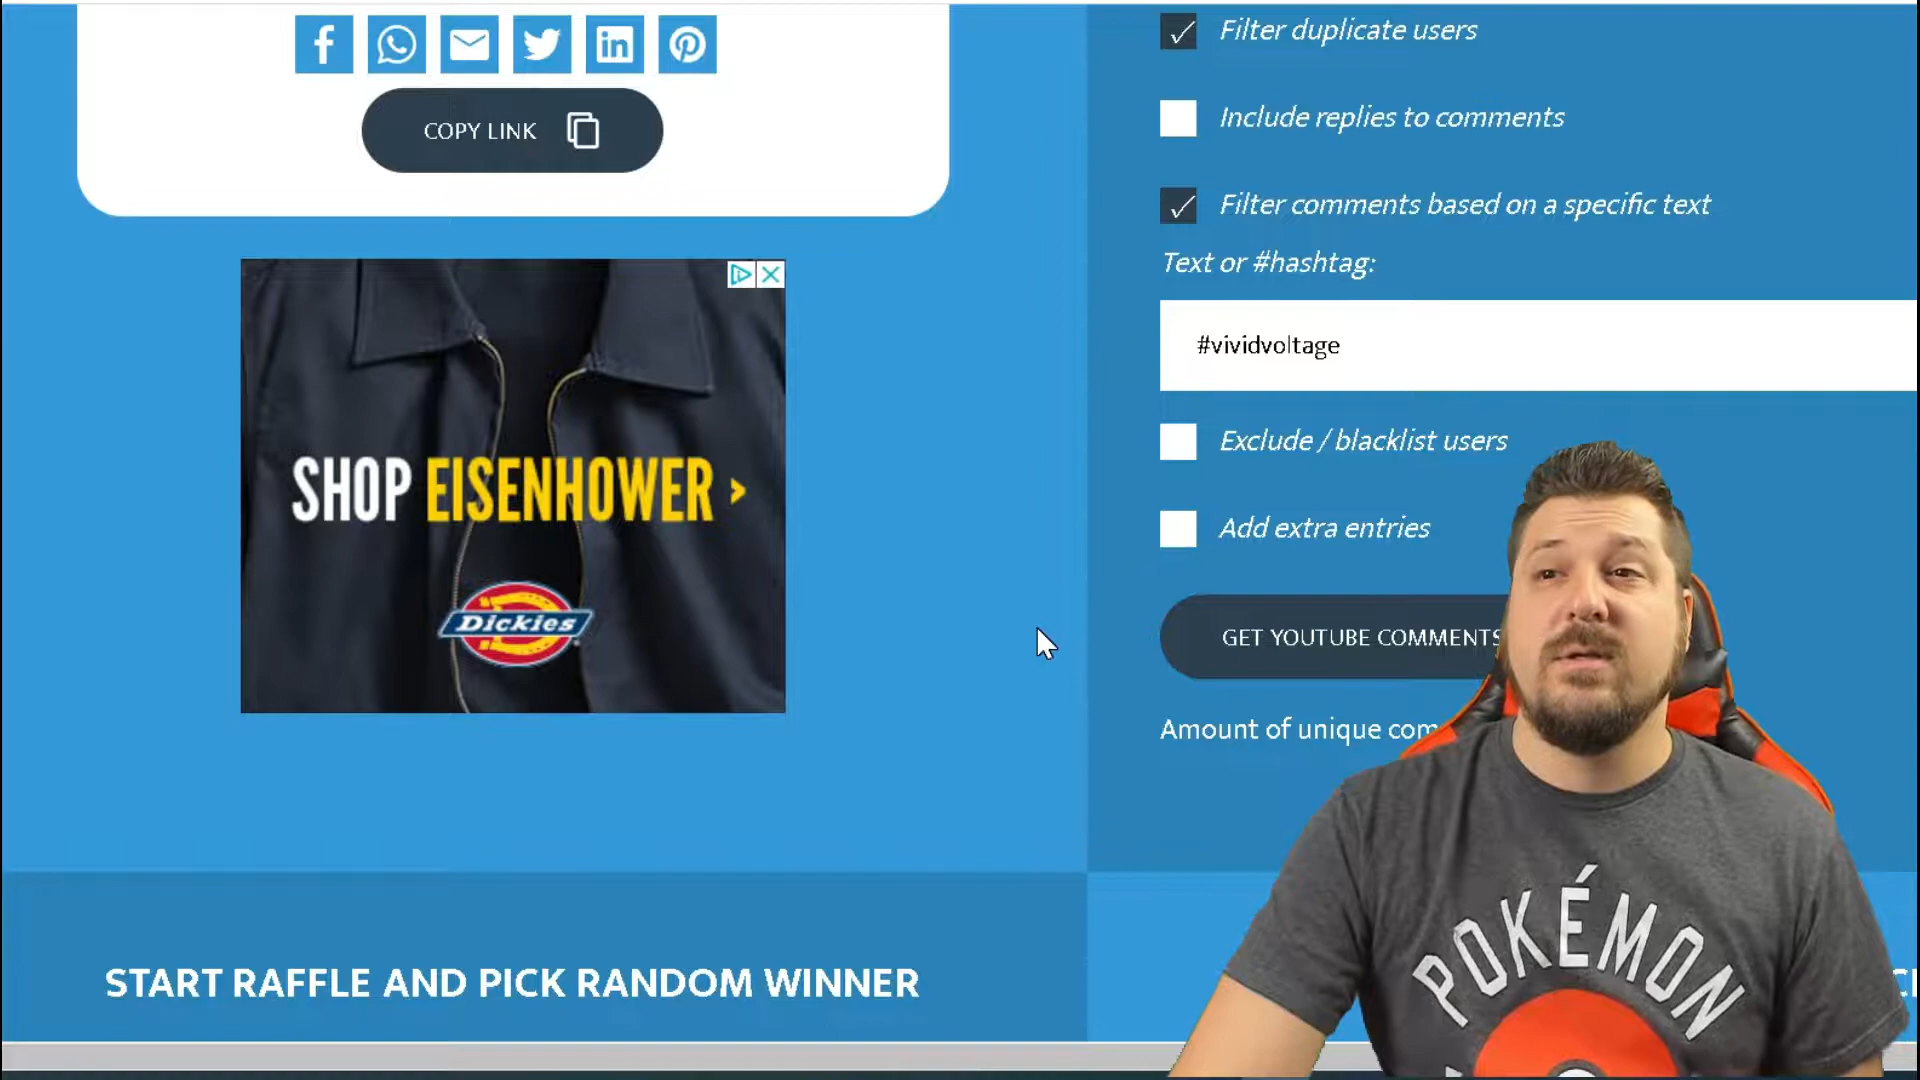 COPY LINK
SHOP EISENHOWER >
Dickies
Filter duplicate users
Include replies to comments
Filter comments based on a specific text
Text or #hashtag:
#vividvoltage
Exclude / blacklist users
Add extra entries
GET YOUTUBE COMMENTS
Amount of unique
START RAFFLE AND PICK RANDOM WINNER
POKÉMON